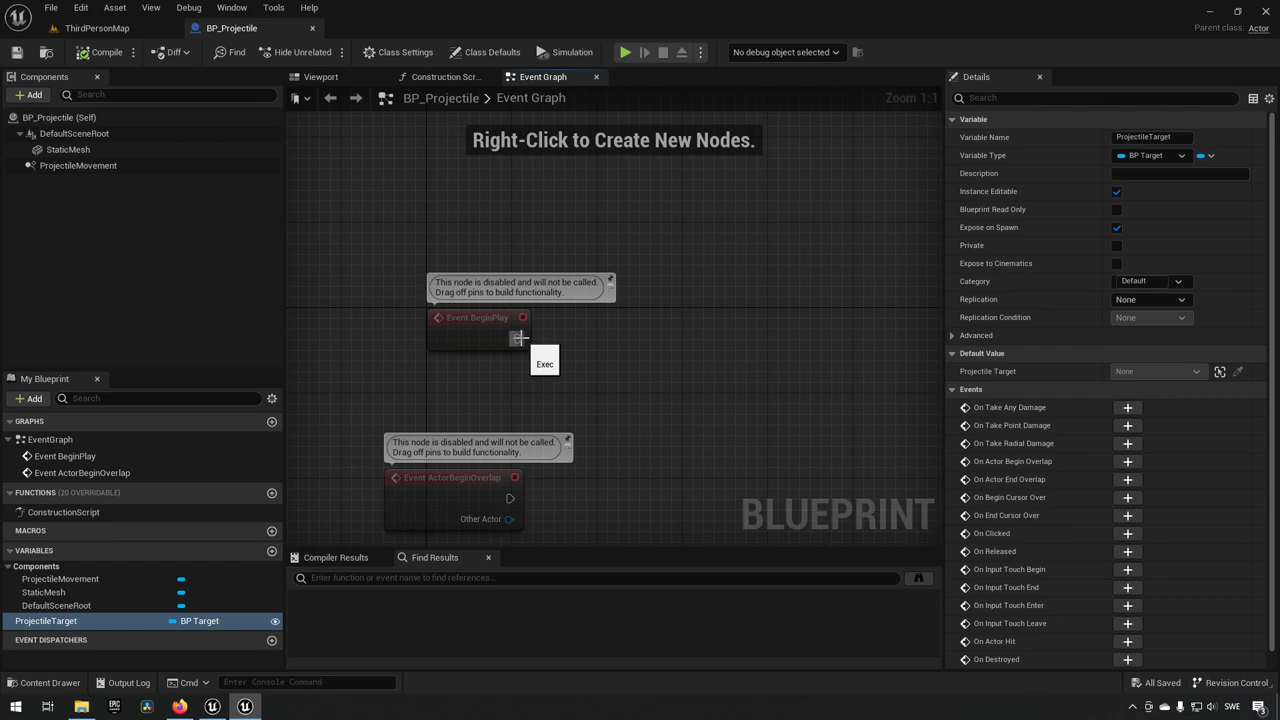 File Edit Asset View Debug Window Tools Help
ThirdPersonMap
BP_Projectile
Parent class: Actor
Compile
Diff
Find
Hide Unrelated
Class Settings
Class Defaults
Simulation
No debug object selected
Components
Add
Search
BP_Projectile (Self)
DefaultSceneRoot
StaticMesh
ProjectileMovement
My Blueprint
Add
Search
GRAPHS
EventGraph
Event BeginPlay
Event ActorBeginOverlap
FUNCTIONS (20 OVERRIDABLE)
ConstructionScript
MACROS
VARIABLES
Components
ProjectileMovement
StaticMesh
DefaultSceneRoot
ProjectileTarget BP Target
EVENT DISPATCHERS
Viewport
Construction Scr...
Event Graph
BP_Projectile > Event Graph
Zoom 1:1
Right-Click to Create New Nodes.
This node is disabled and will not be called.
Drag off pins to build functionality.
Event BeginPlay
Exec
This node is disabled and will not be called.
Drag off pins to build functionality.
Event ActorBeginOverlap
Other Actor
BLUEPRINT
Compiler Results
Find Results
Enter function or event name to find references...
Details
Search
Variable
Variable Name ProjectileTarget
Variable Type BP Target
Description
Instance Editable
Blueprint Read Only
Expose on Spawn
Private
Expose to Cinematics
Category Default
Replication None
Replication Condition None
Advanced
Default Value
Projectile Target None
Events
On Take Any Damage
On Take Point Damage
On Take Radial Damage
On Actor Begin Overlap
On Actor End Overlap
On Begin Cursor Over
On End Cursor Over
On Clicked
On Released
On Input Touch Begin
On Input Touch End
On Input Touch Enter
On Input Touch Leave
On Actor Hit
On Destroyed
Content Drawer
Output Log
Cmd
Enter Console Command
All Saved
Revision Control
EPIC GAMES
SWE